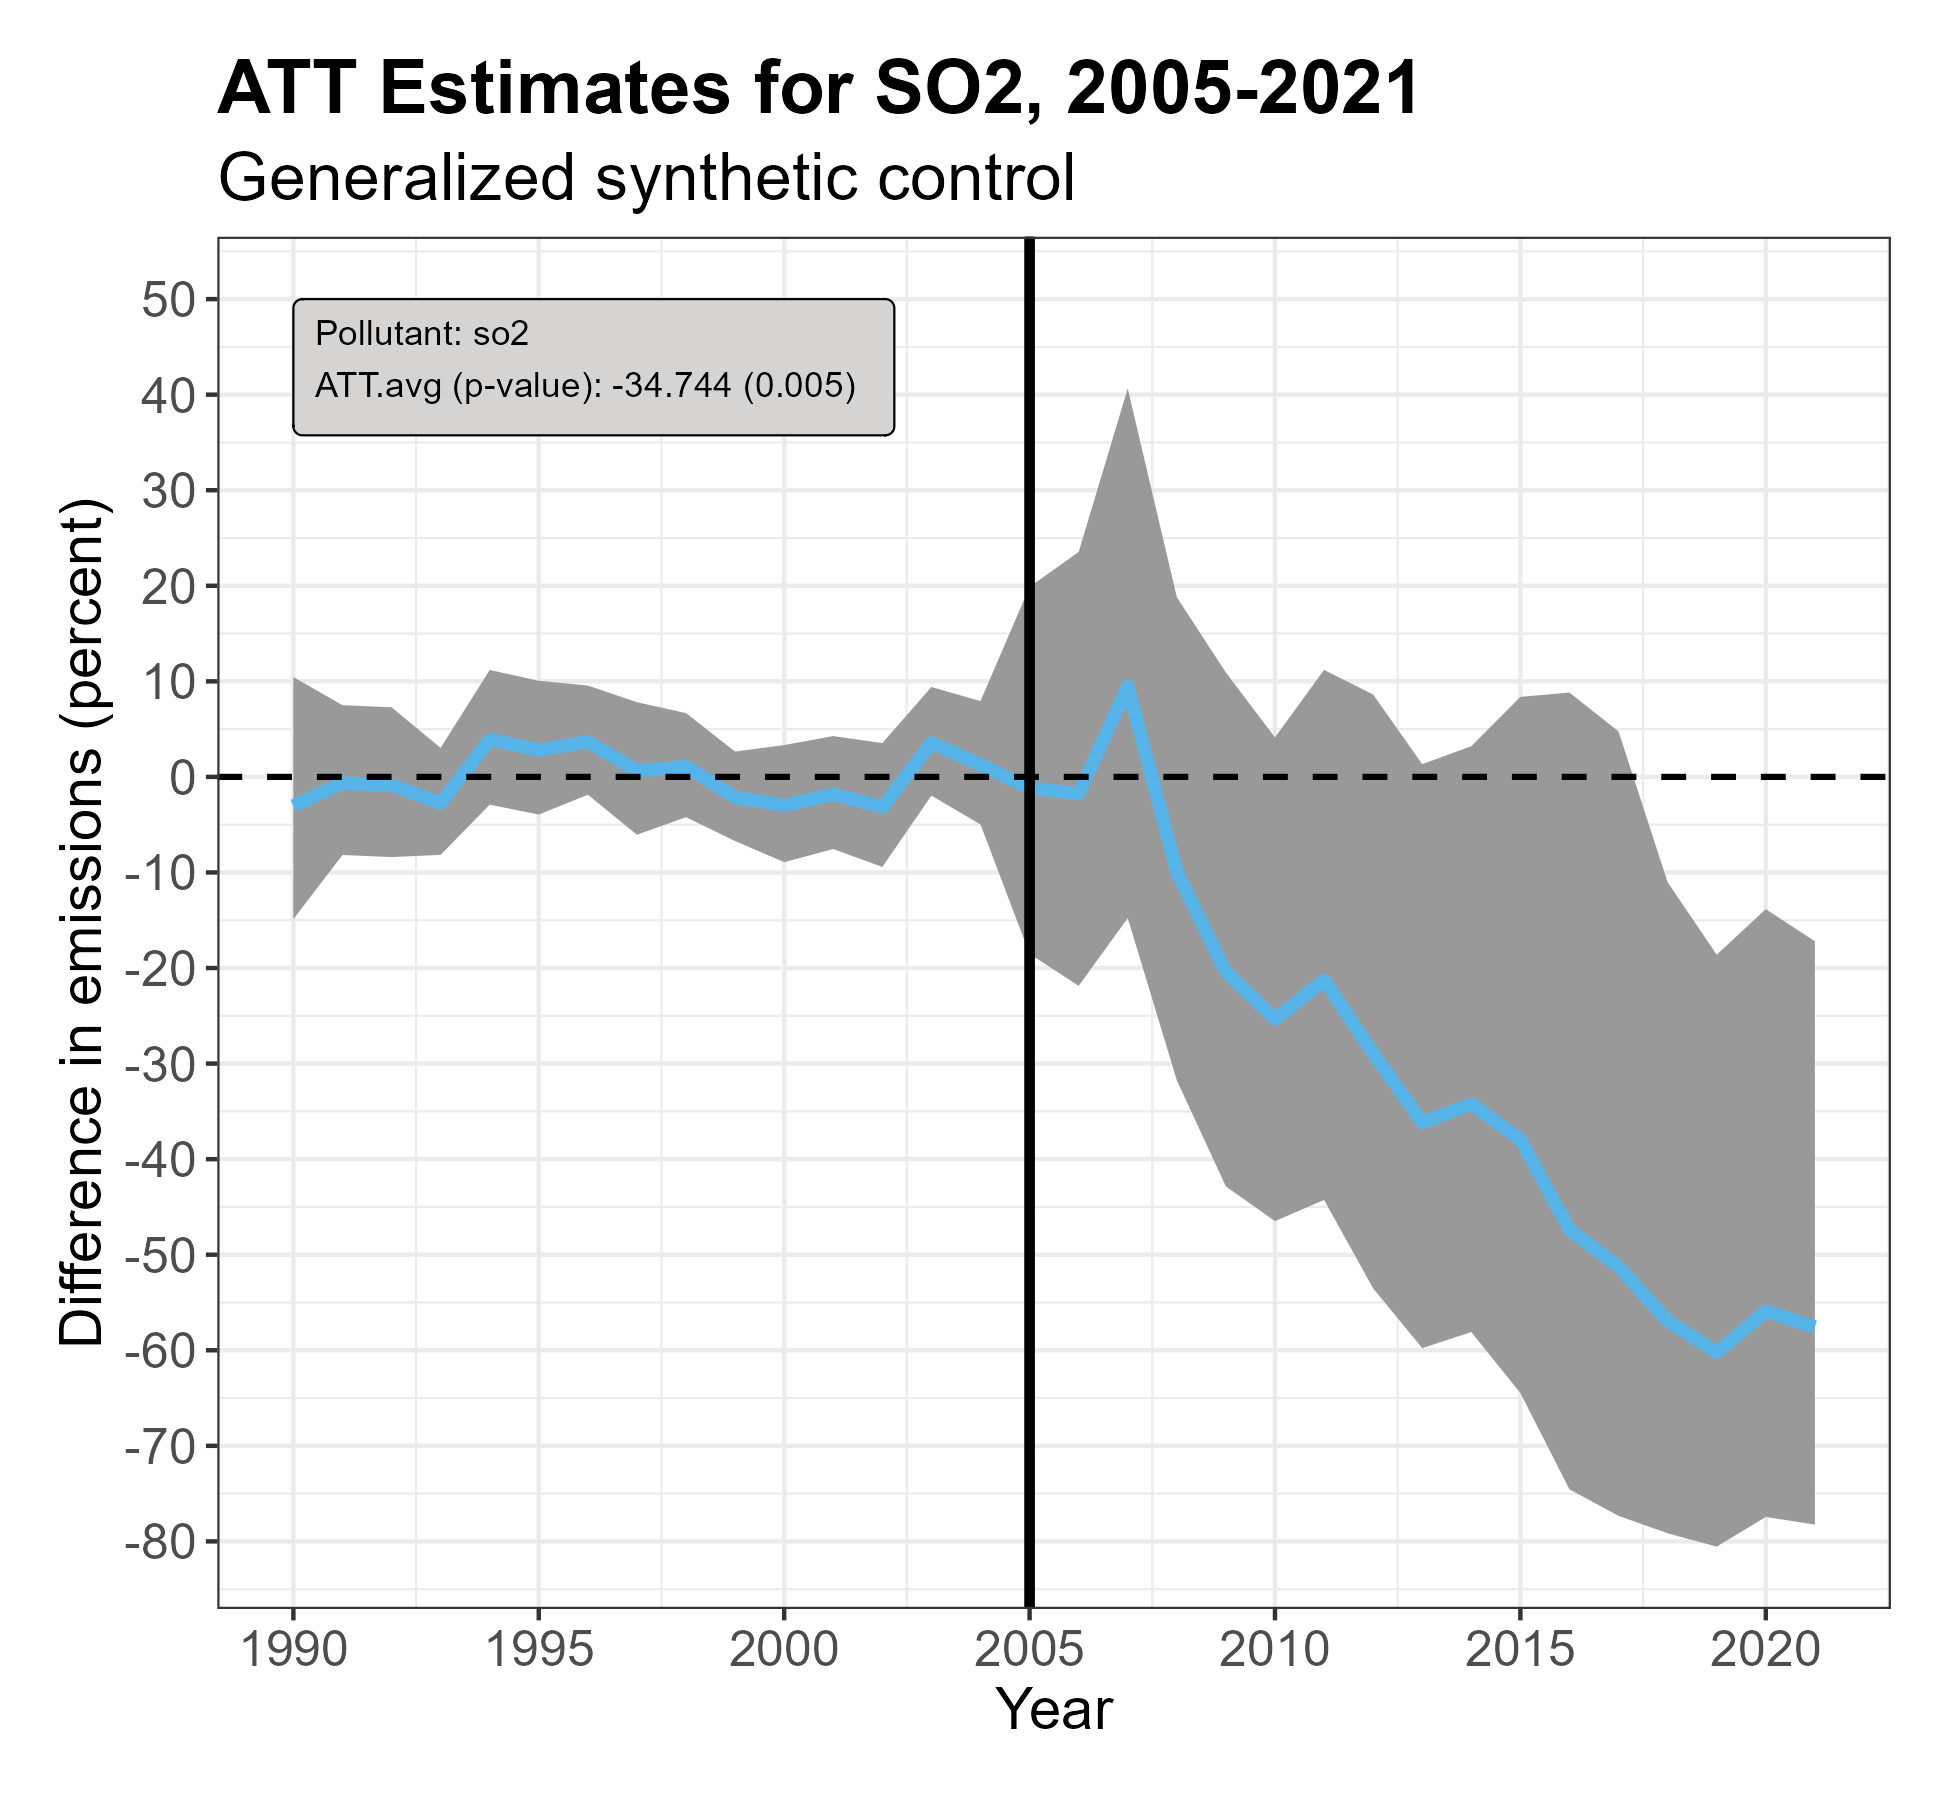 ATT Estimates for SO2, 2005-2021
Generalized synthetic control
Difference in emissions (percent)
50
40
30
20
10
0
-10
-20
-30
-40
-50
-60
-70
-80
Pollutant: so2
ATT.avg (p-value): -34.744 (0.005)
1990 1995 2000 2005 2010 2015 2020
Year